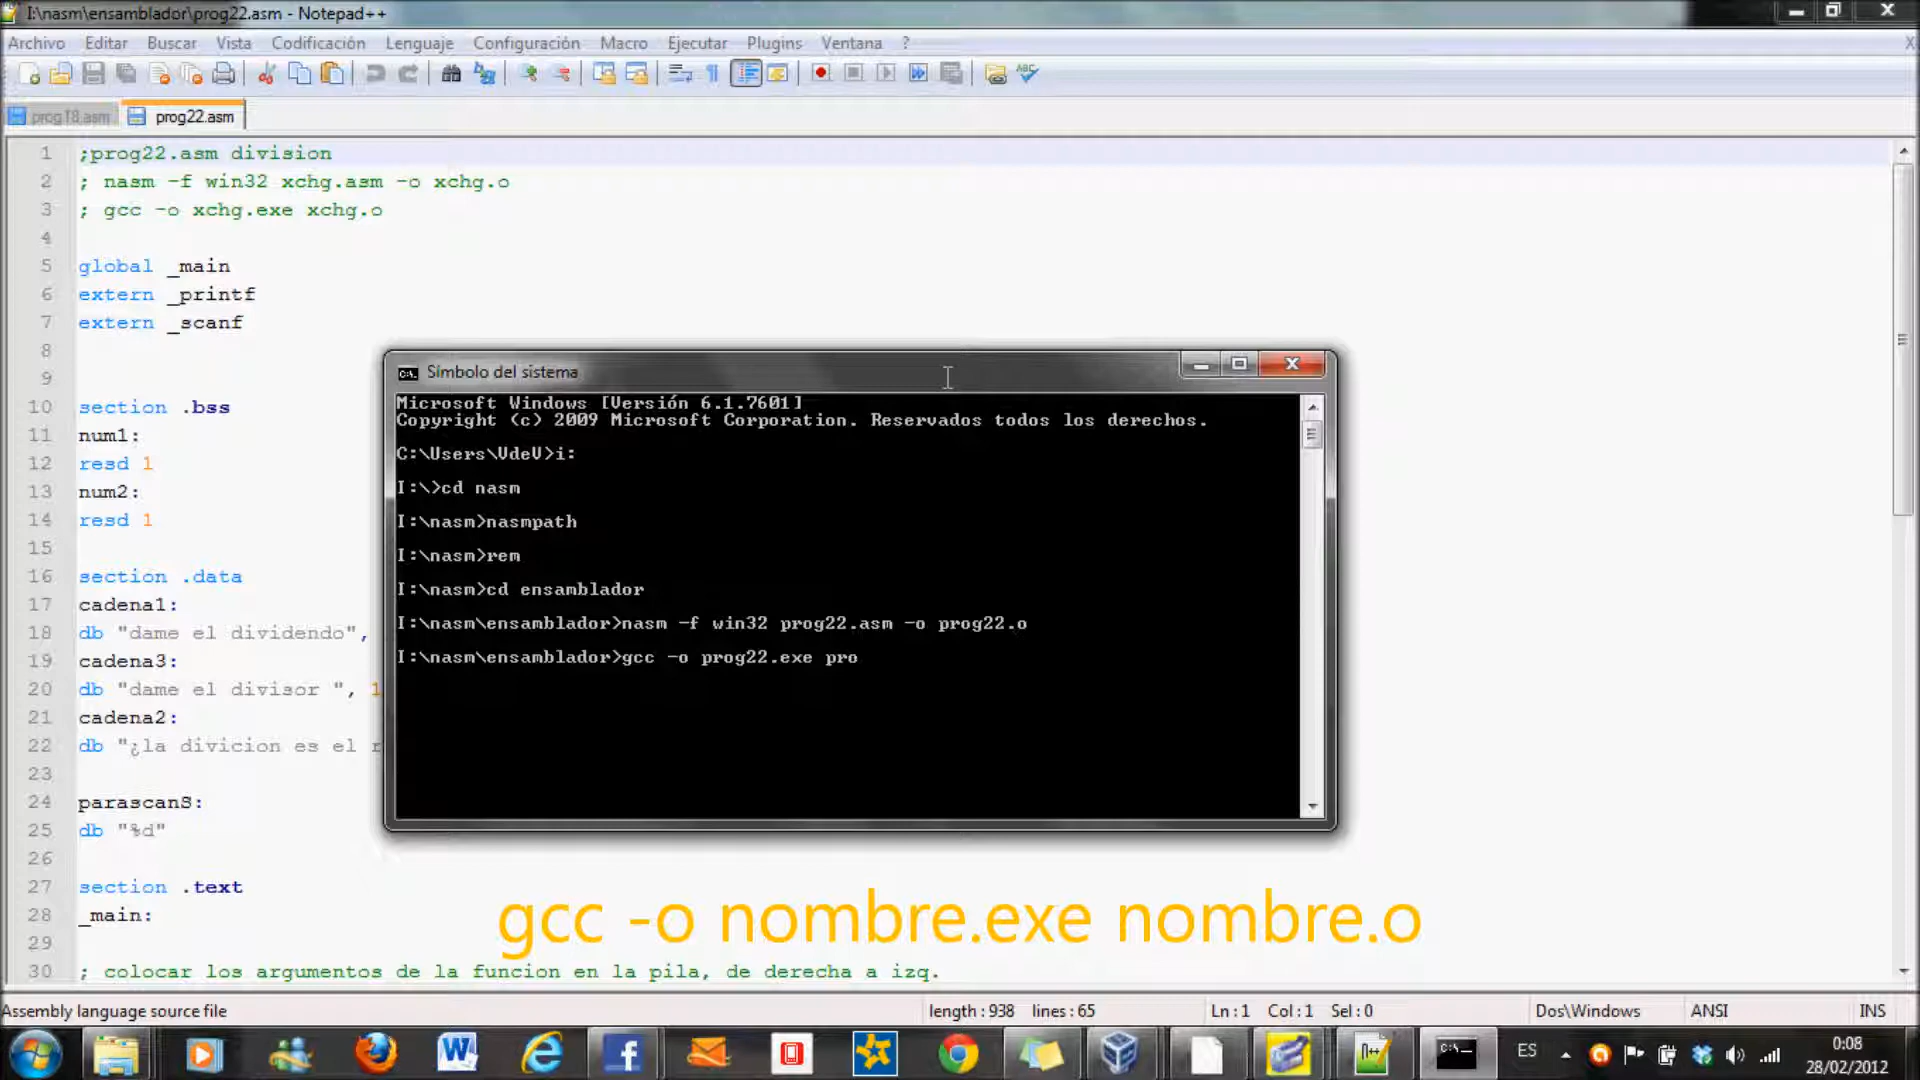 I:\nasm\ensamblador\prog22.asm - Notepad++
Archivo Editar Buscar Vista Codificación Lenguaje Configuración Macro Ejecutar Plugins Ventana ?
prog18.asm prog22.asm
1 ;prog22.asm division
2 ; nasm -f win32 xchg.asm -o xchg.o
3 ; gcc -o xchg.exe xchg.o
4
5 global _main
6 extern _printf
7 extern _scanf
8
9
10 section .bss
11 num1:
12 resd 1
13 num2:
14 resd 1
15
16 section .data
17 cadena1:
18 db "dame el dividendo",
19 cadena3:
20 db "dame el divisor ", 1
21 cadena2:
22 db "¿la divicion es el r
23
24 parascanS:
25 db "%d"
26
27 section .text
28 _main:
29
30 ; colocar los argumentos de la funcion en la pila, de derecha a izq.
Símbolo del sistema
Microsoft Windows [Versión 6.1.7601]
Copyright (c) 2009 Microsoft Corporation. Reservados todos los derechos.
C:\Users\VdeV>i:
I:\>cd nasm
I:\nasm>nasmpath
I:\nasm>rem
I:\nasm>cd ensamblador
I:\nasm\ensamblador>nasm -f win32 prog22.asm -o prog22.o
I:\nasm\ensamblador>gcc -o prog22.exe pro
gcc -o nombre.exe nombre.o
Assembly language source file length : 938 lines : 65 Ln : 1 Col : 1 Sel : 0 Dos\Windows ANSI INS
ES 0:08
28/02/2012